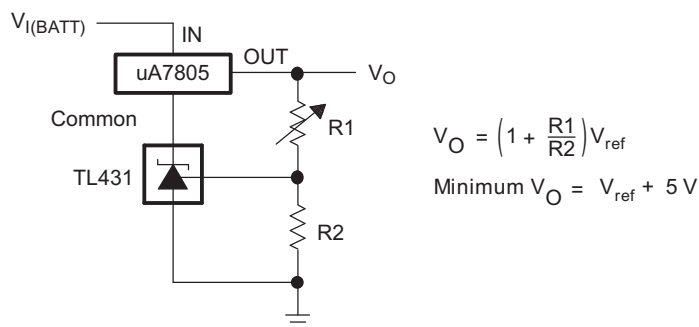 V_I(BATT)
IN
OUT
uA7805
V_O
Common
R1
V_O = (1 + R1/R2) V_ref
TL431
Minimum V_O = V_ref + 5 V
R2